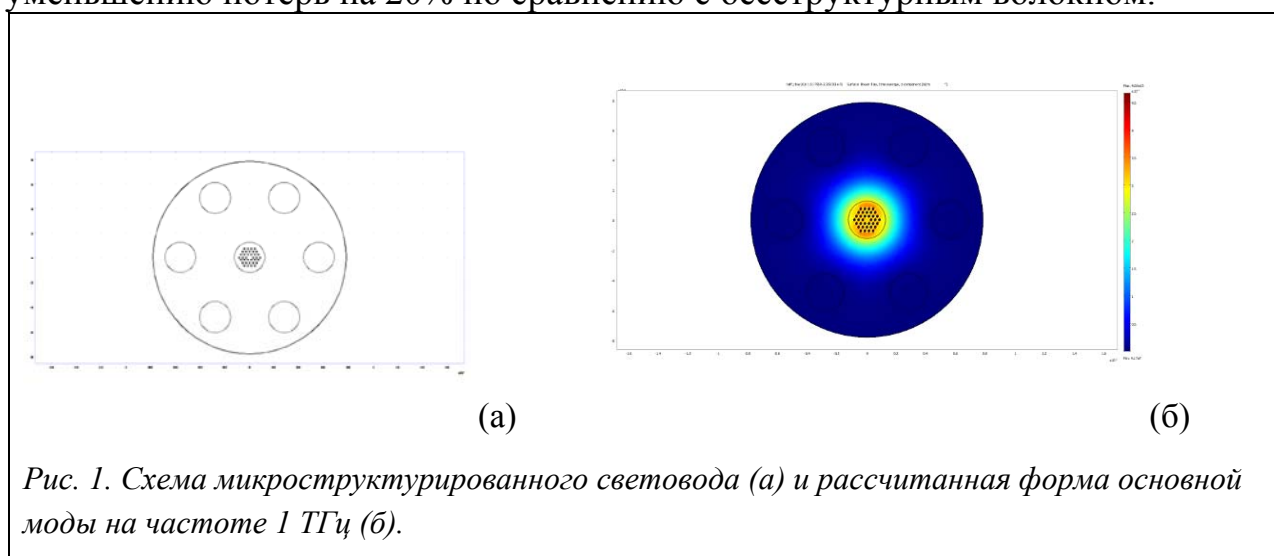 уменьшению потерь на 20% по сравнению с бесструктурным волокном.
(а)
(б)
Рис. 1. Схема микроструктурированного световода (а) и рассчитанная форма основной
моды на частоте 1 ТГц (б).